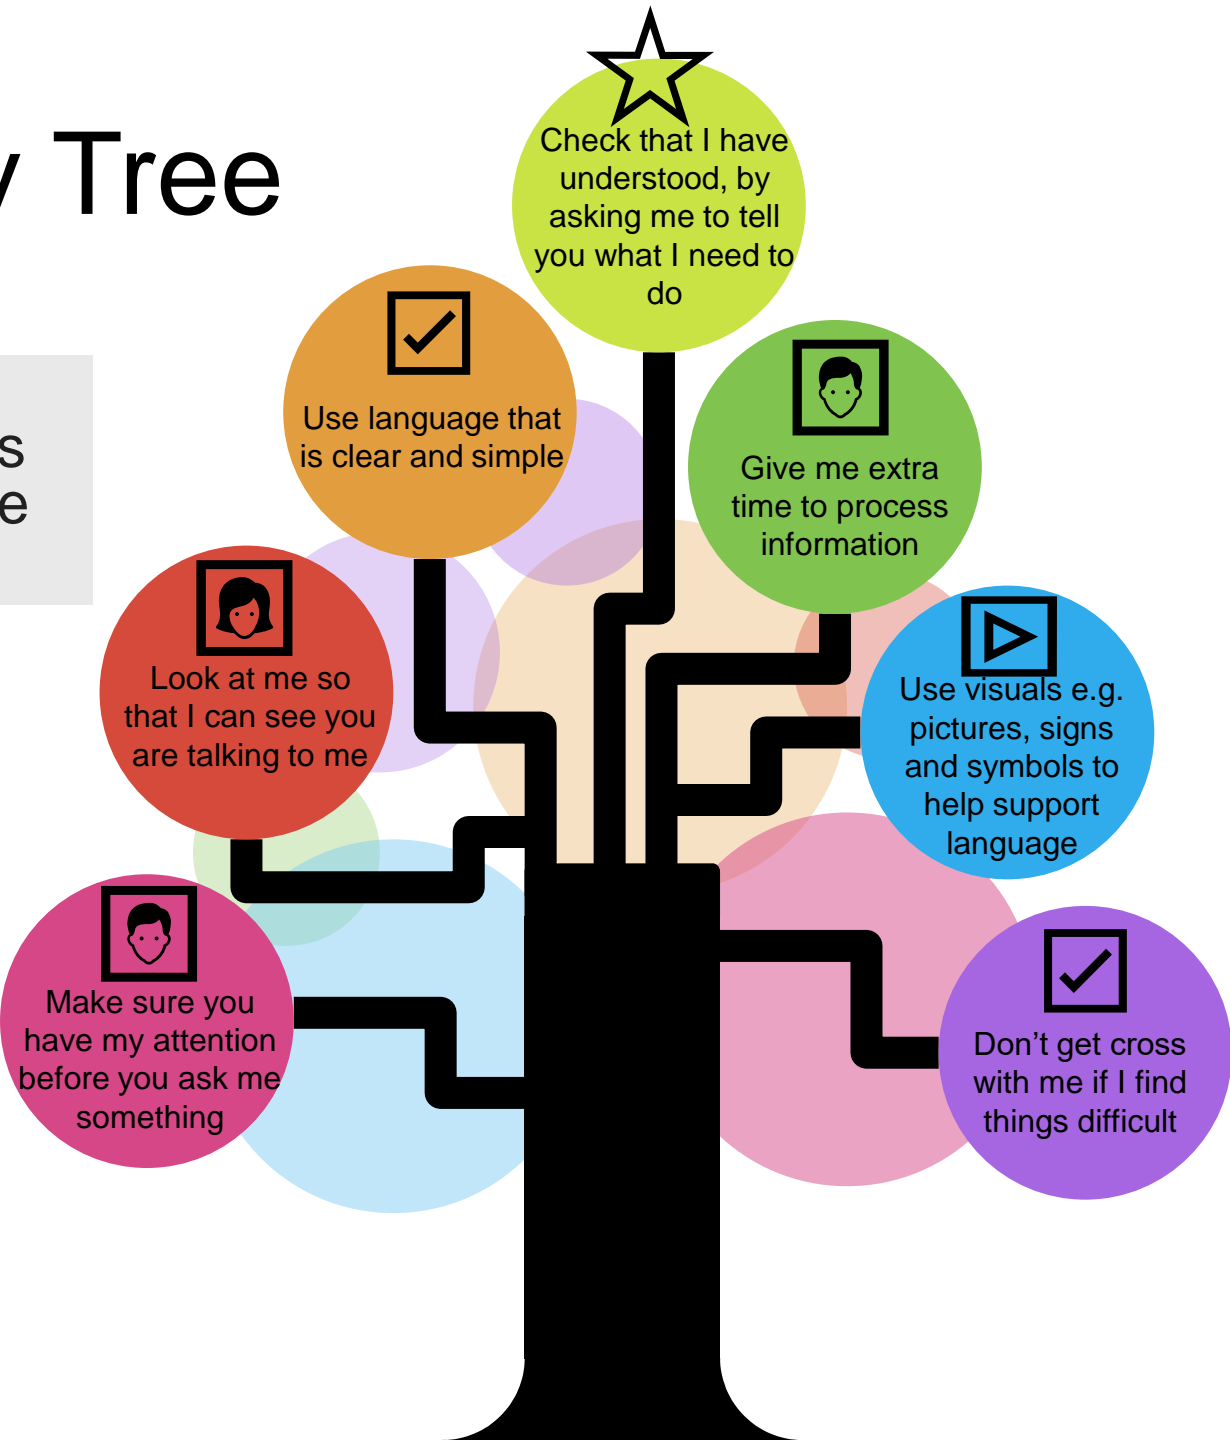 y Tree
s
e
Check that I have
understood, by
asking me to tell
you what I need to
do
Use language that
is clear and simple
Give me extra
time to process
information
Look at me so
that I can see you
are talking to me
Use visuals e.g.
pictures, signs
and symbols to
help support
language
Make sure you
have my attention
before you ask me
something
Don’t get cross
with me if I find
things difficult